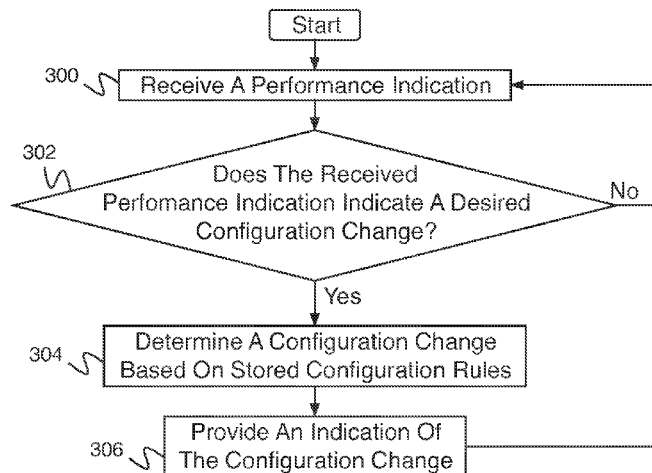 Start
300
Receive A Performance Indication
302
Does The Received
Perfomance Indication Indicate A Desired
Configuration Change?
No
Yes
304
Determine A Configuration Change
Based On Stored Configuration Rules
306
Provide An Indication Of
The Configuration Change